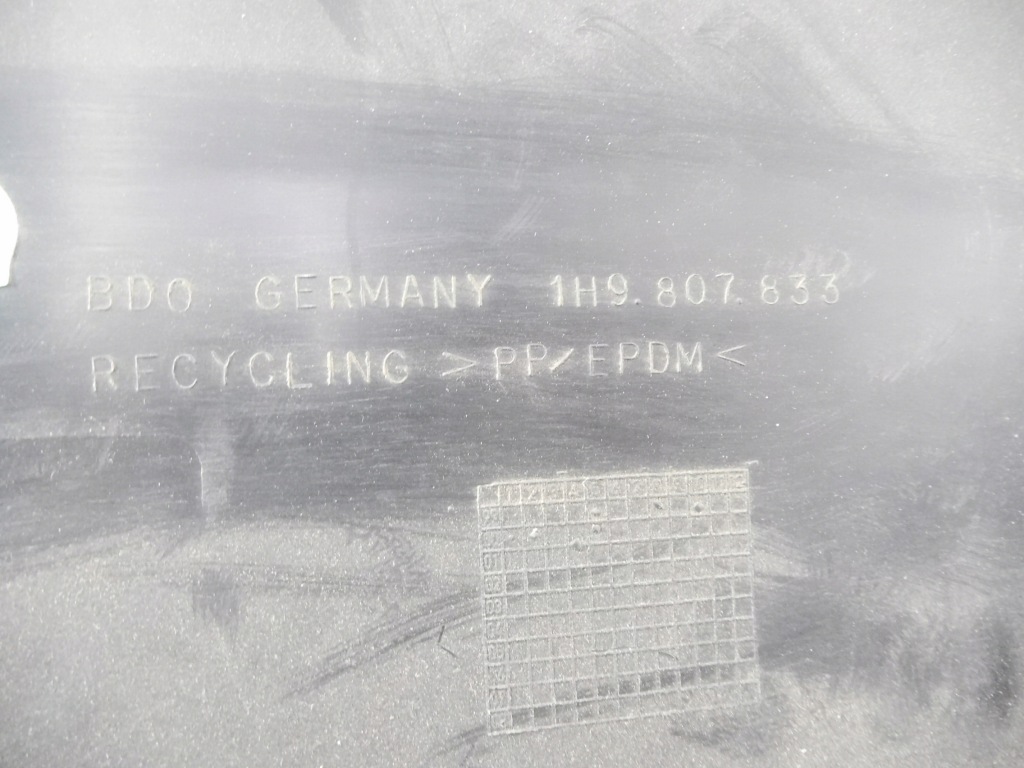 BDO GERMANY 1H9.807.833
RECYCLING >PP/EPDM<